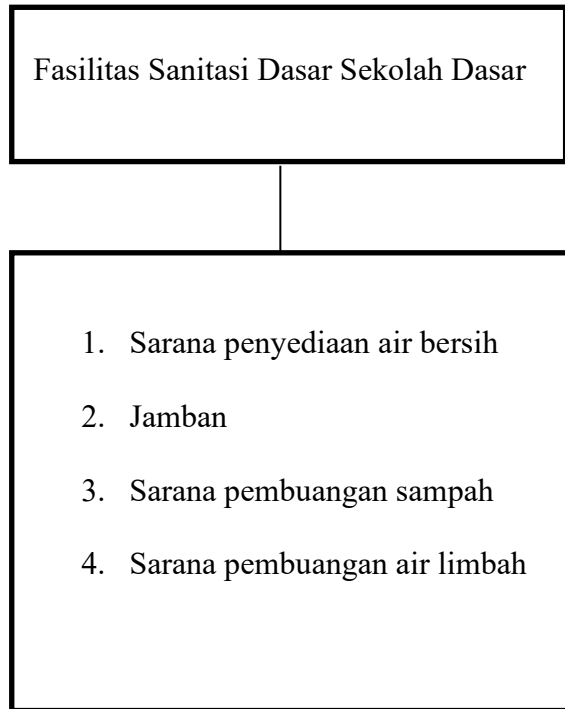 Fasilitas Sanitasi Dasar Sekolah Dasar
1. Sarana penyediaan air bersih
2. Jamban
3. Sarana pembuangan sampah
4. Sarana pembuangan air limbah